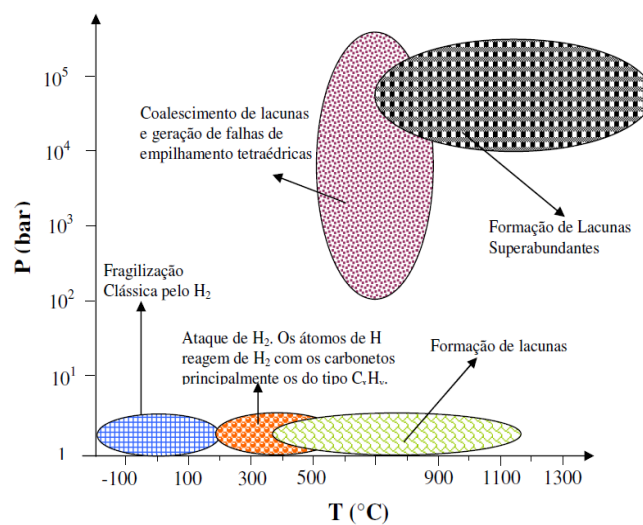 10⁵
10⁴
10³
10²
10¹
1
P (bar)
Coalescimento de lacunas
e geração de falhas de
empilhamento tetraédricas
Formação de Lacunas
Superabundantes
Fragilização
Clássica pelo H₂
Ataque de H₂. Os átomos de H
reagem de H₂ com os carbonetos
principalmente os do tipo CₓHᵧ.
Formação de lacunas
-100 100 300 500 900 1100 1300
T (°C)